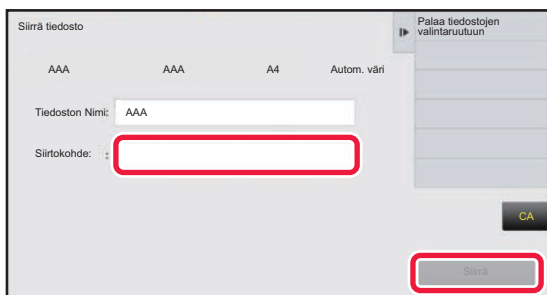 Siirrä tiedosto
Palaa tiedostojen
valintaruutuun
AAA AAA A4 Autom. väri
Tiedoston Nimi: AAA
Siirtokohde: :
CA
Siirrä